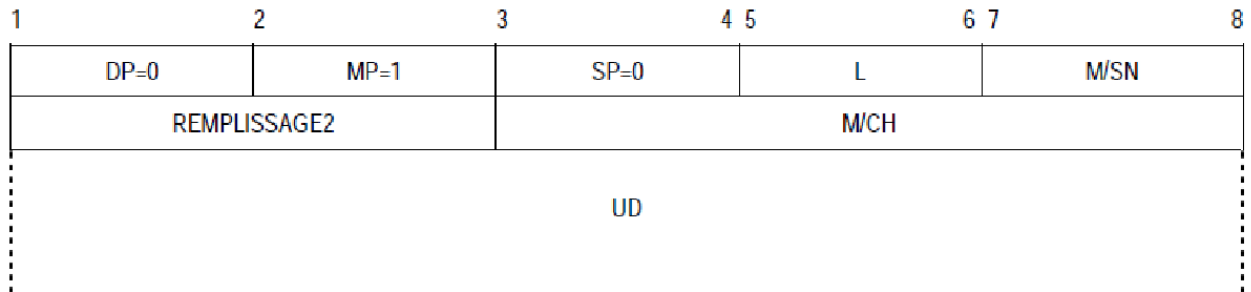 1 2 3 4 5 6 7 8
DP=0 MP=1 SP=0 L M/SN
REMPLISSAGE2 M/CH
UD